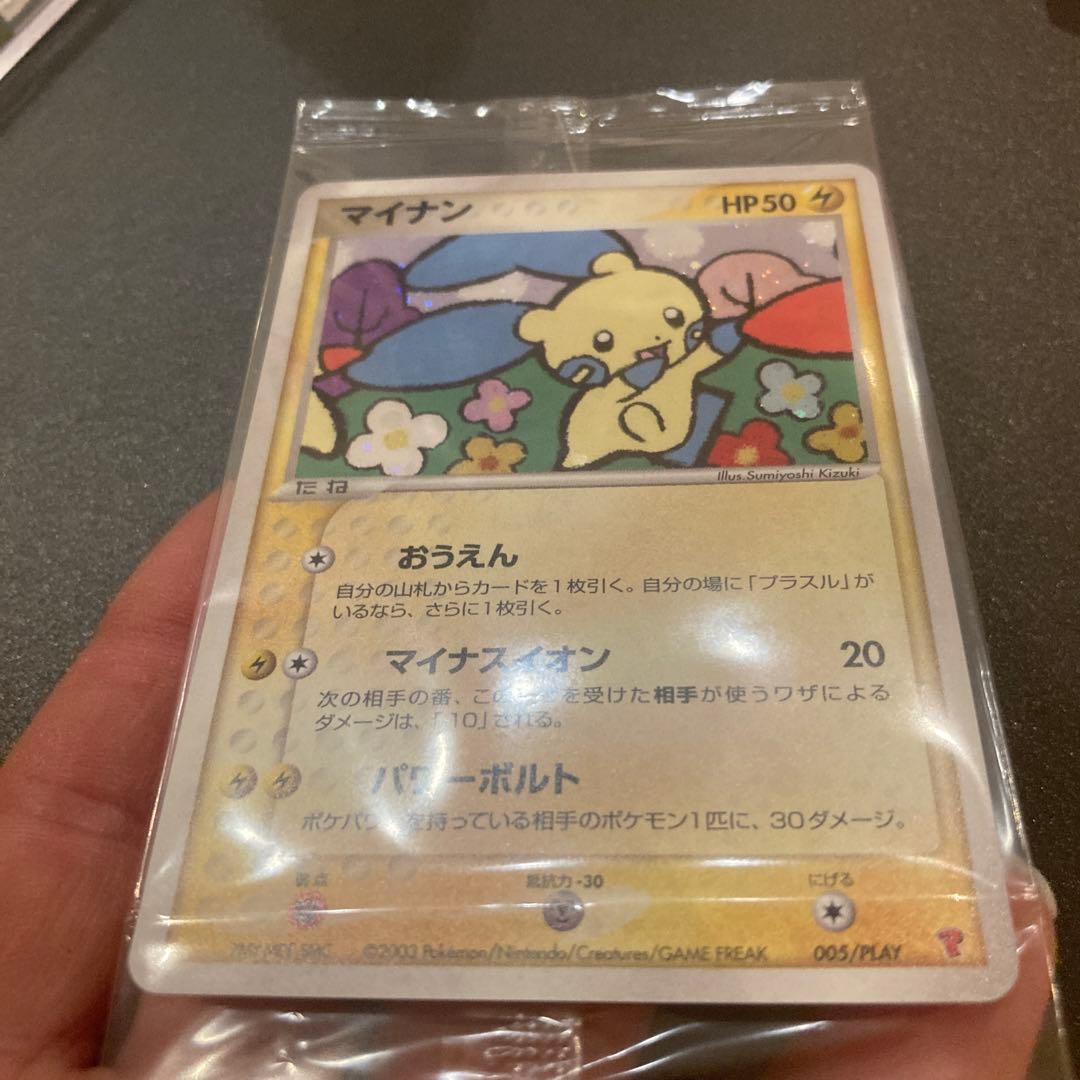 マイナン HP50
Illus. Sumiyoshi Kizuki
たね
おうえん
自分の山札からカードを1枚引く。自分の場に「プラスル」が
いるなら、さらに1枚引く。
マイナスイオン 20
次の相手の番、この を受けた相手が使うワザによる
ダメージは、「 10」される。
パワーボルト
ポケパワーを持っている相手のポケモン1匹に、30ダメージ。
弱点 抵抗力 -30 にげる
©2003 Pokémon/Nintendo/Creatures/GAME FREAK 005/PLAY